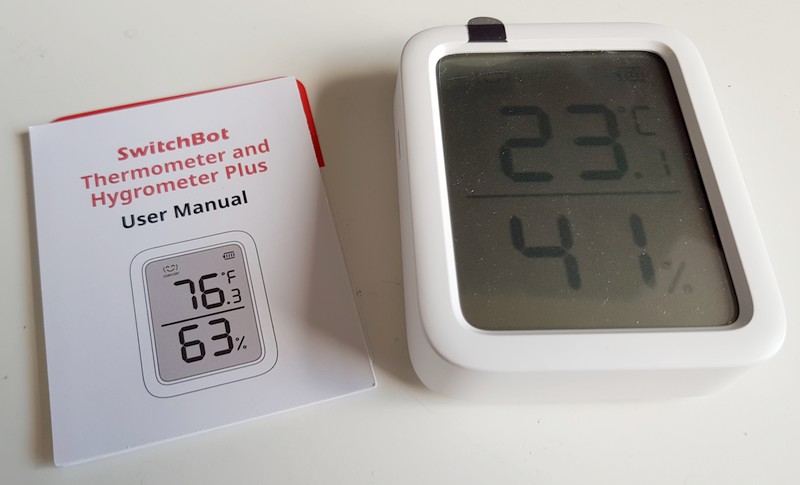 SwitchBot
Thermometer and
Hygrometer Plus
User Manual
76.3°F
63%
23.1°C
41%